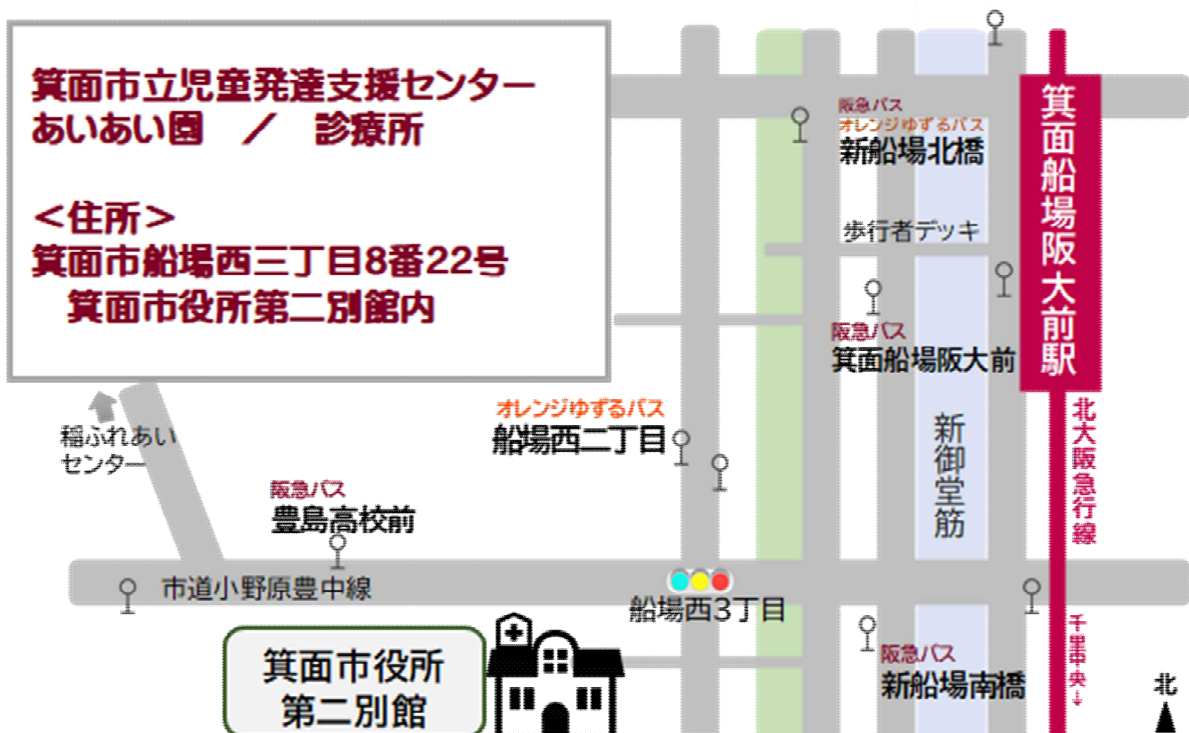 箕面市立児童発達支援センター
あいあい園　／　診療所
＜住所＞
箕面市船場西三丁目8番22号
箕面市役所第二別館内
阪急バス
オレンジゆずるバス
新船場北橋
箕面船場阪大前駅
歩行者デッキ
阪急バス
箕面船場阪大前
稲ふれあい
センター
オレンジゆずるバス
船場西二丁目
新御堂筋
北大阪急行線
阪急バス
豊島高校前
市道小野原豊中線
船場西3丁目
箕面市役所
第二別館
阪急バス
新船場南橋
千里中央↓
北